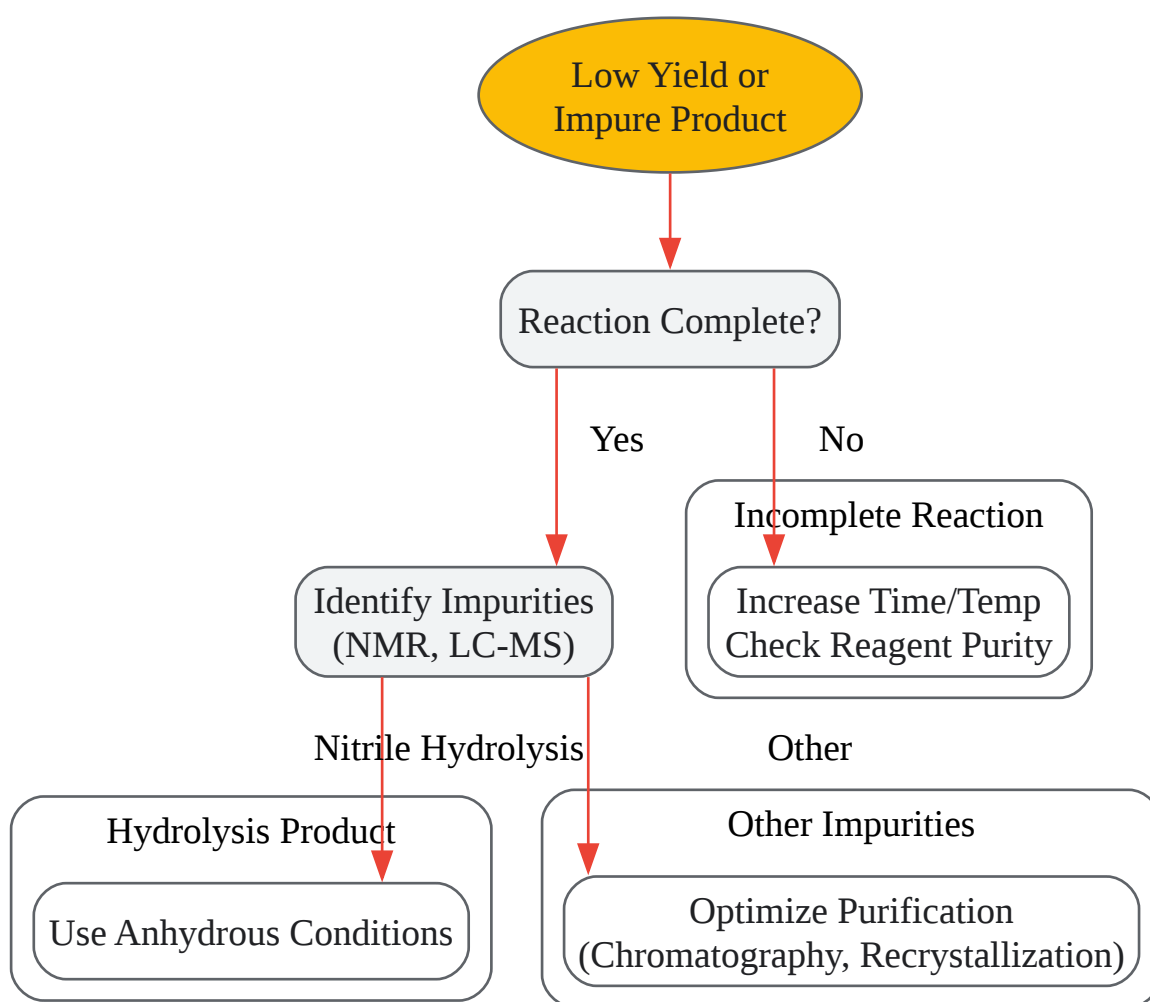 Low Yield or
Impure Product
Reaction Complete?
Yes
No
Incomplete Reaction
Identify Impurities
(NMR, LC-MS)
Increase Time/Temp
Check Reagent Purity
Nitrile Hydrolysis
Other
Hydrolysis Product
Use Anhydrous Conditions
Other Impurities
Optimize Purification
(Chromatography, Recrystallization)